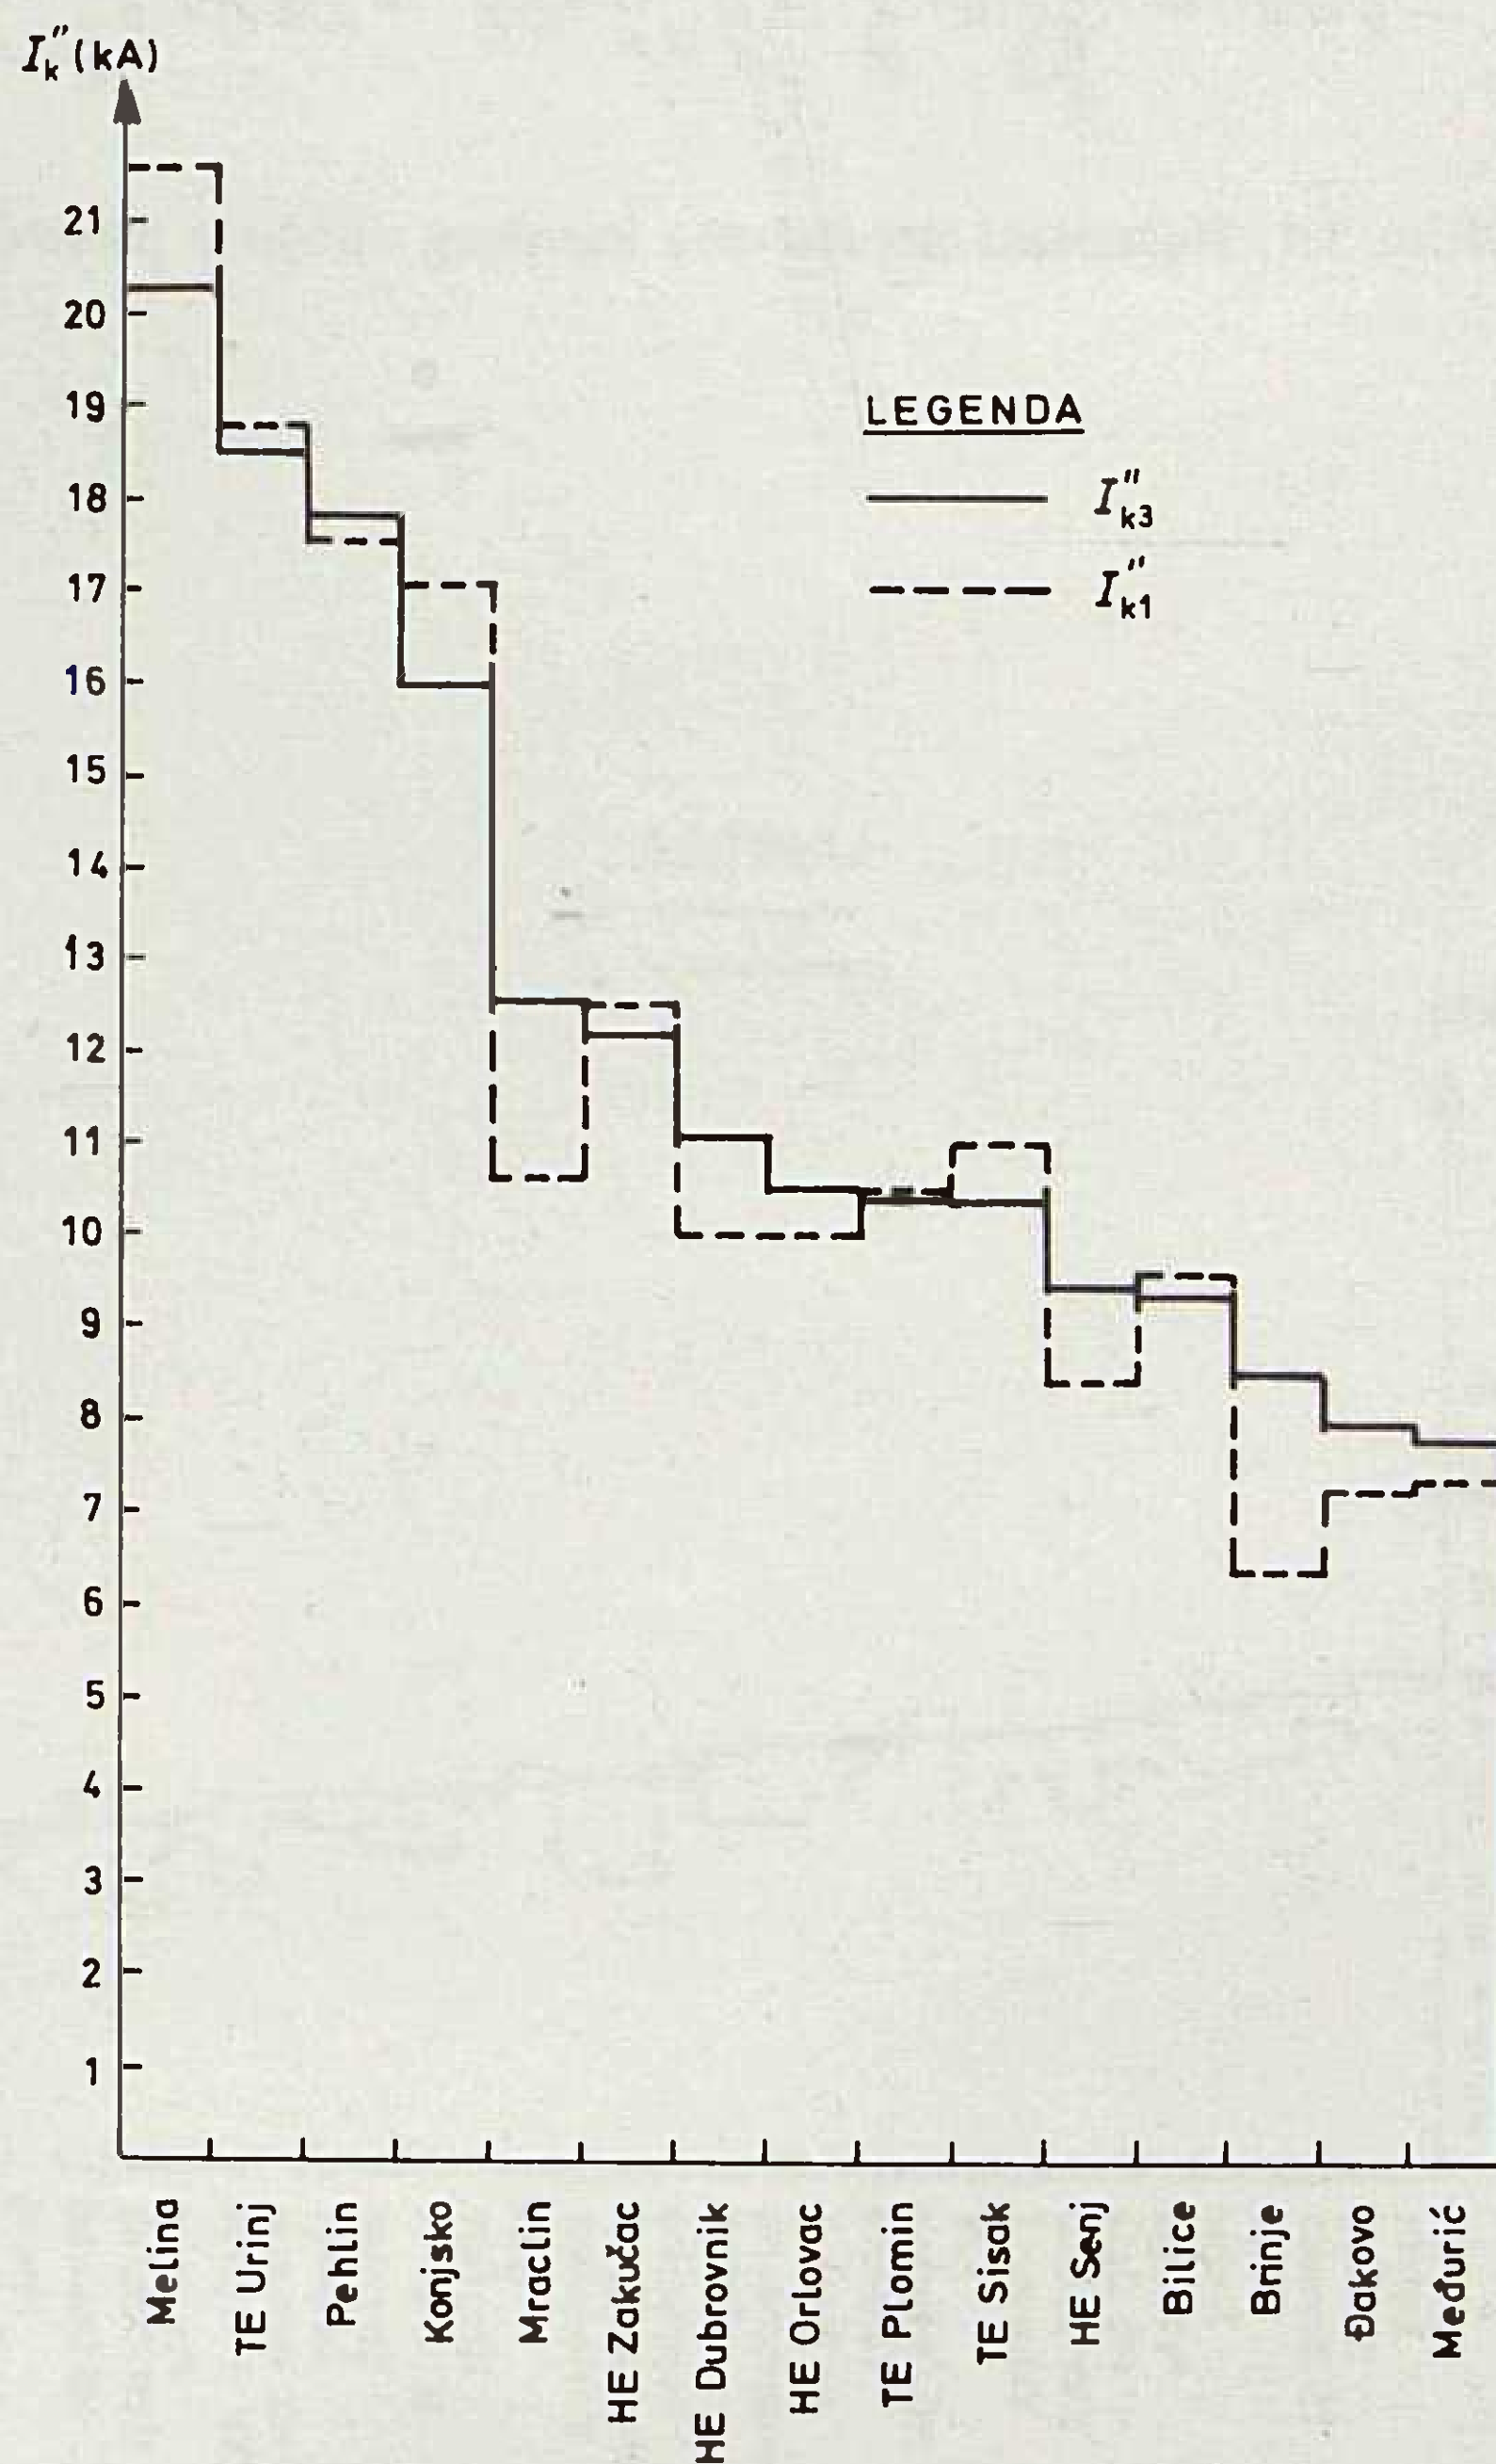 I"k (kA)
21
20
19
18
17
16
15
14
13
12
11
10
9
8
7
6
5
4
3
2
1
LEGENDA
I"k3
I"k1
Melina
TE Urinj
Pehlin
Konjsko
Mraclin
HE Zakučac
HE Dubrovnik
HE Orlovac
TE Plomin
TE Sisak
HE Senj
Bilice
Brinje
Đakovo
Međurić